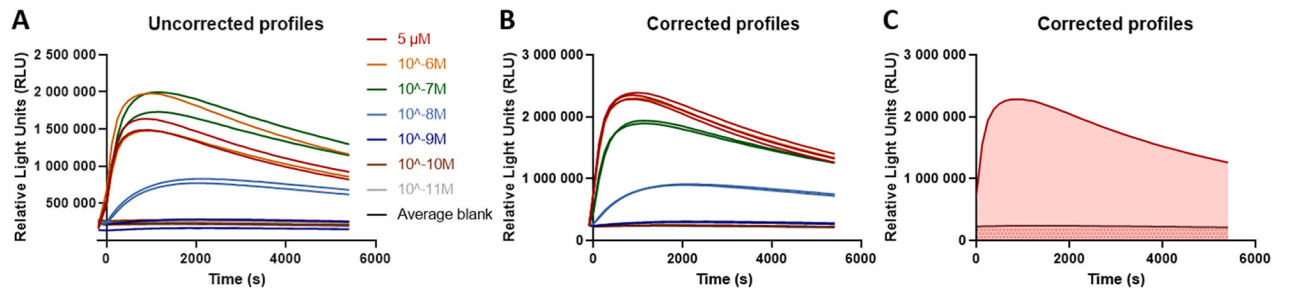 A
Uncorrected profiles
Relative Light Units (RLU)
2 500 000
2 000 000
1 500 000
1 000 000
500 000
0
2000
4000
6000
Time (s)
5 µM
10^-6M
10^-7M
10^-8M
10^-9M
10^-10M
10^-11M
Average blank
B
Corrected profiles
Relative Light Units (RLU)
3 000 000
2 000 000
1 000 000
0
0
2000
4000
6000
Time (s)
C
Corrected profiles
Relative Light Units (RLU)
3 000 000
2 000 000
1 000 000
0
0
2000
4000
6000
Time (s)